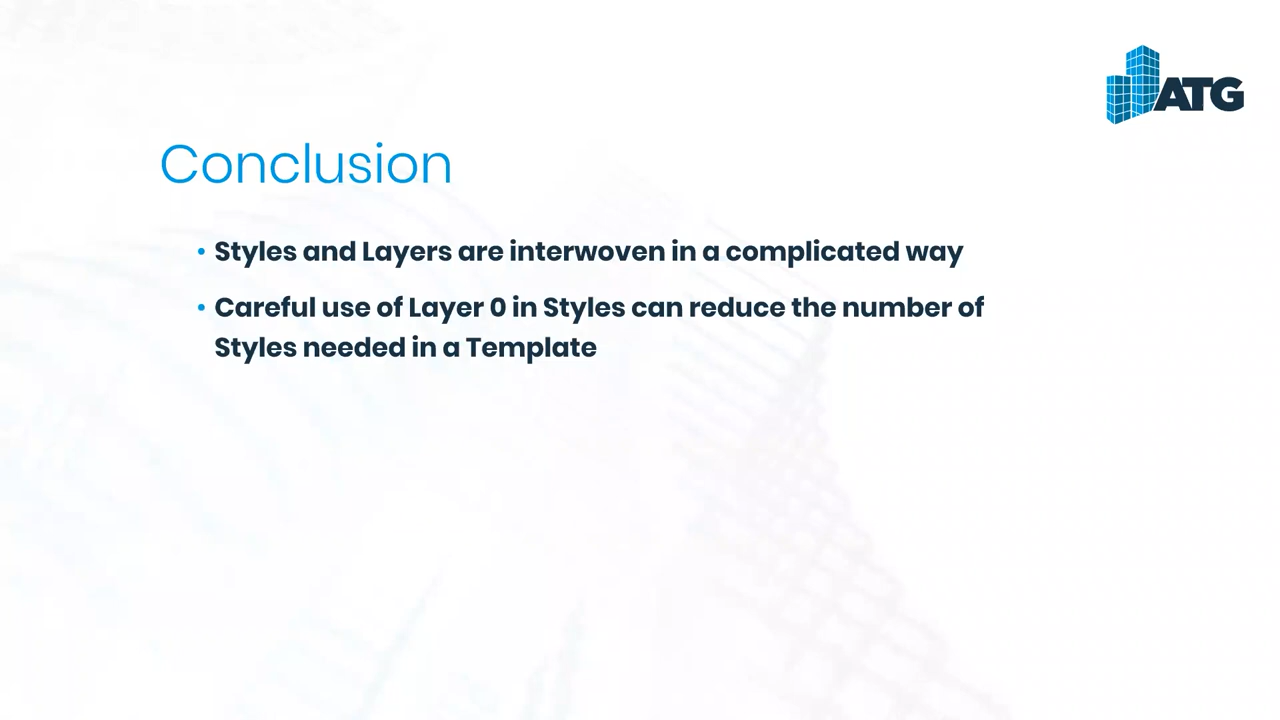 ATG
Conclusion
• Styles and Layers are interwoven in a complicated way
• Careful use of Layer 0 in Styles can reduce the number of
Styles needed in a Template